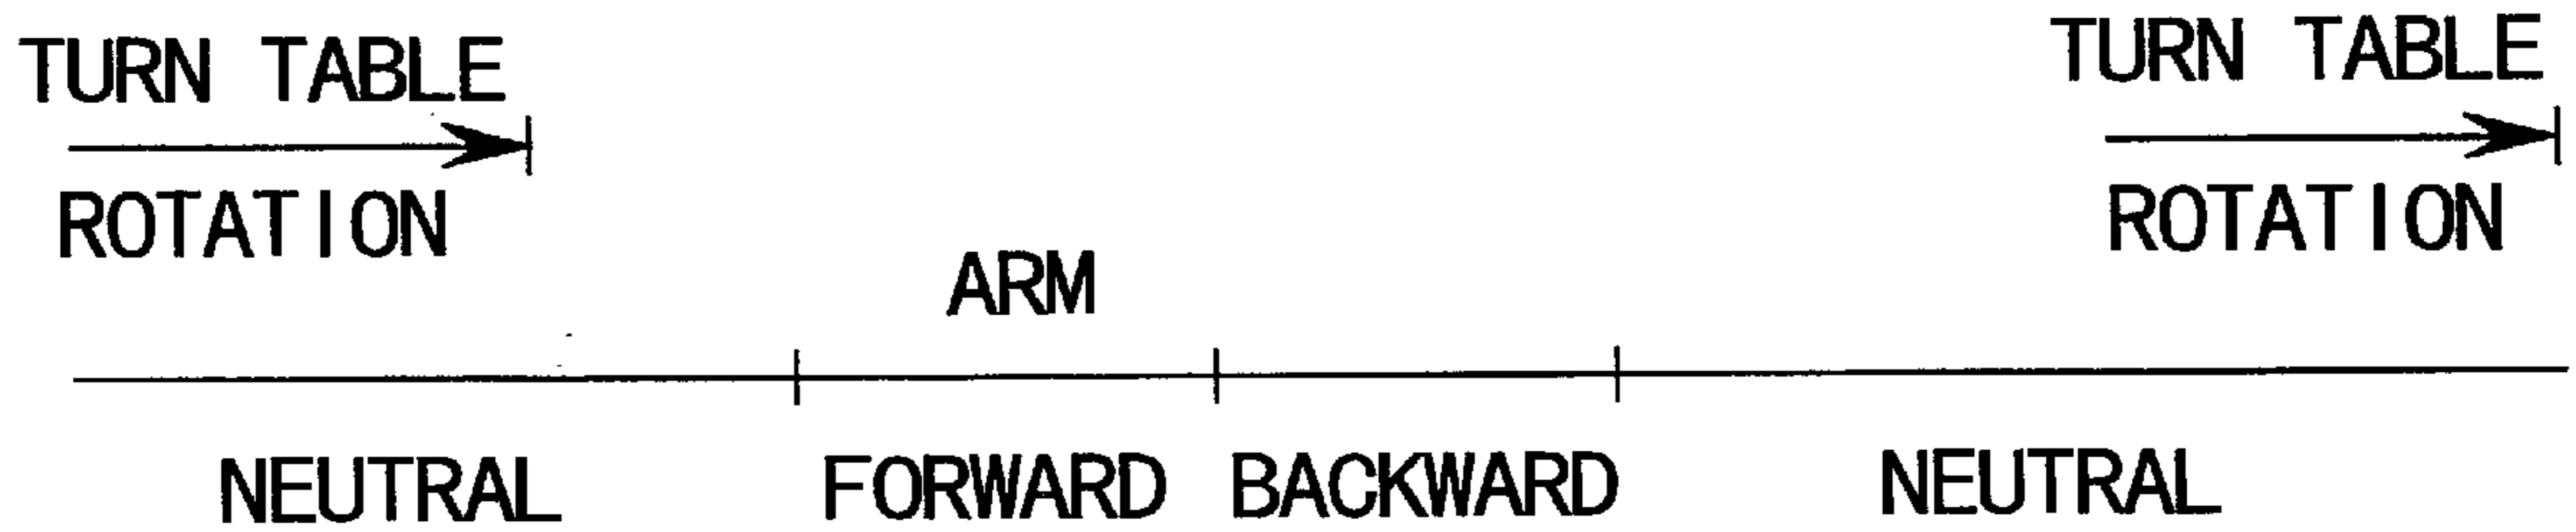 TURN TABLE
ROTATION
TURN TABLE
ROTATION
ARM
NEUTRAL FORWARD BACKWARD NEUTRAL